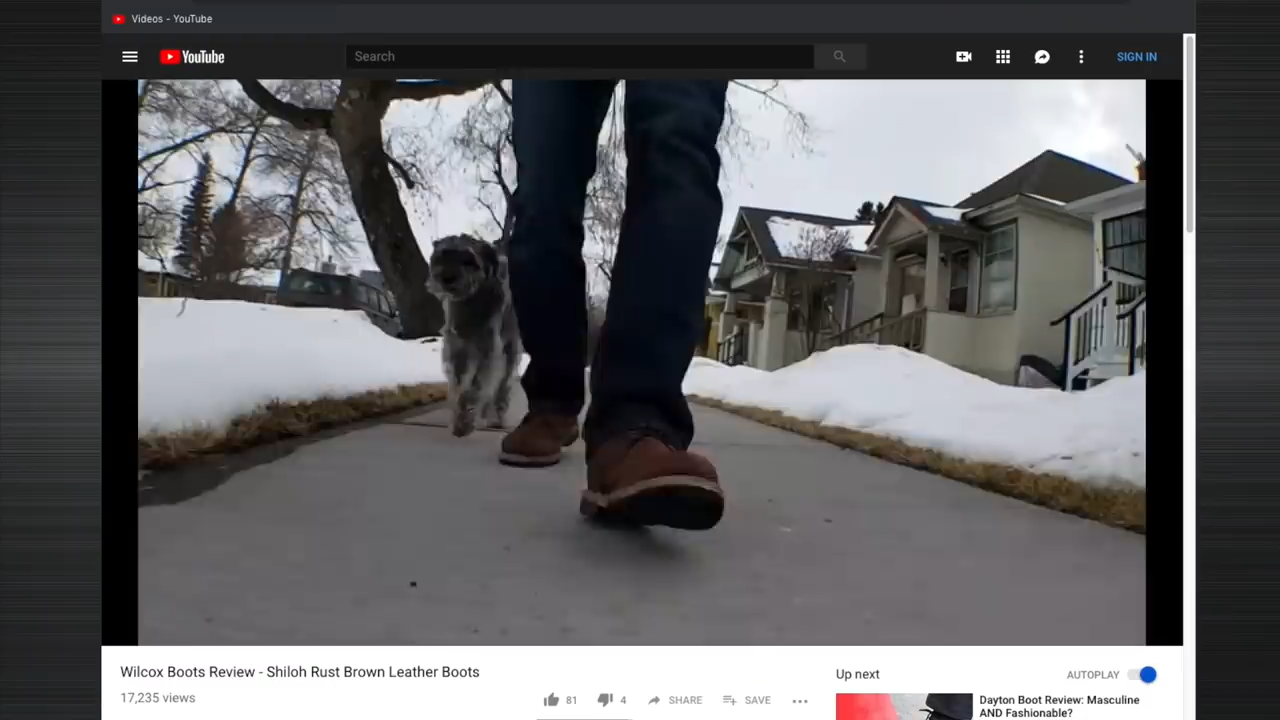 Videos - YouTube
YouTube
Search
SIGN IN
Wilcox Boots Review - Shiloh Rust Brown Leather Boots
17,235 views
81
4
SHARE
SAVE
Up next
AUTOPLAY
Dayton Boot Review: Masculine
AND Fashionable?